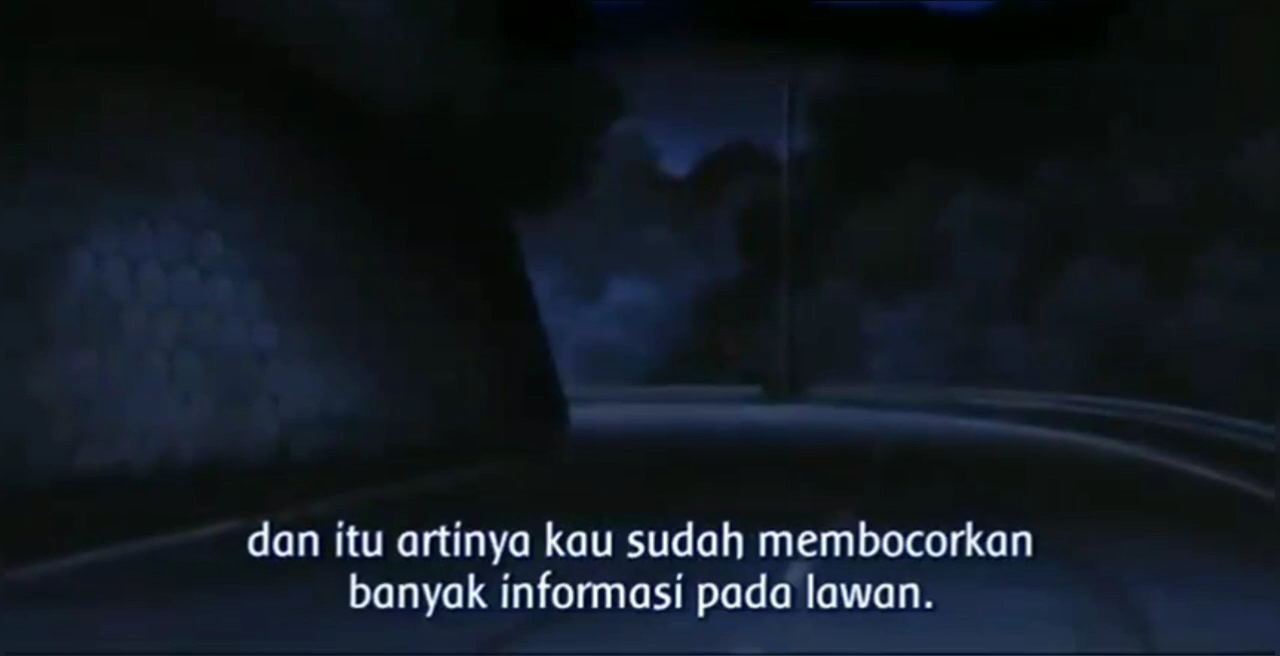 dan itu artinya kau sudah membocorkan
banyak informasi pada lawan.